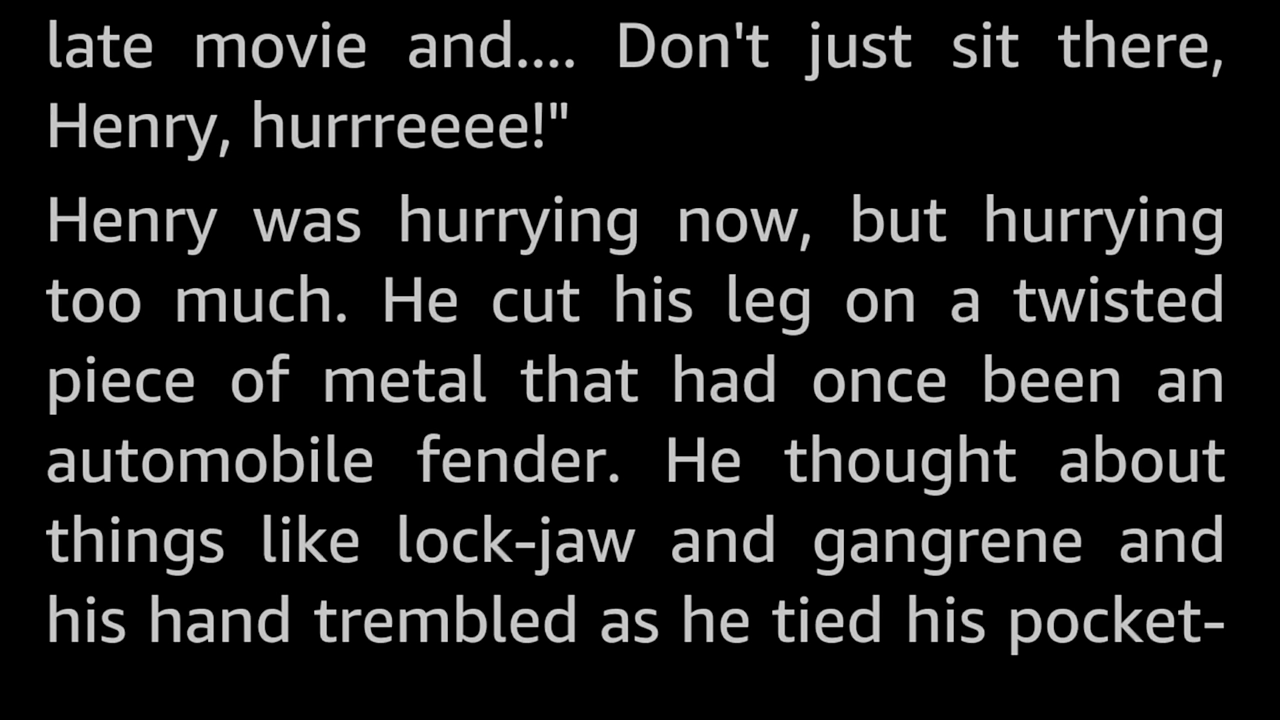 late movie and.... Don't just sit there,
Henry, hurrreeee!"
Henry was hurrying now, but hurrying
too much. He cut his leg on a twisted
piece of metal that had once been an
automobile fender. He thought about
things like lock-jaw and gangrene and
his hand trembled as he tied his pocket-